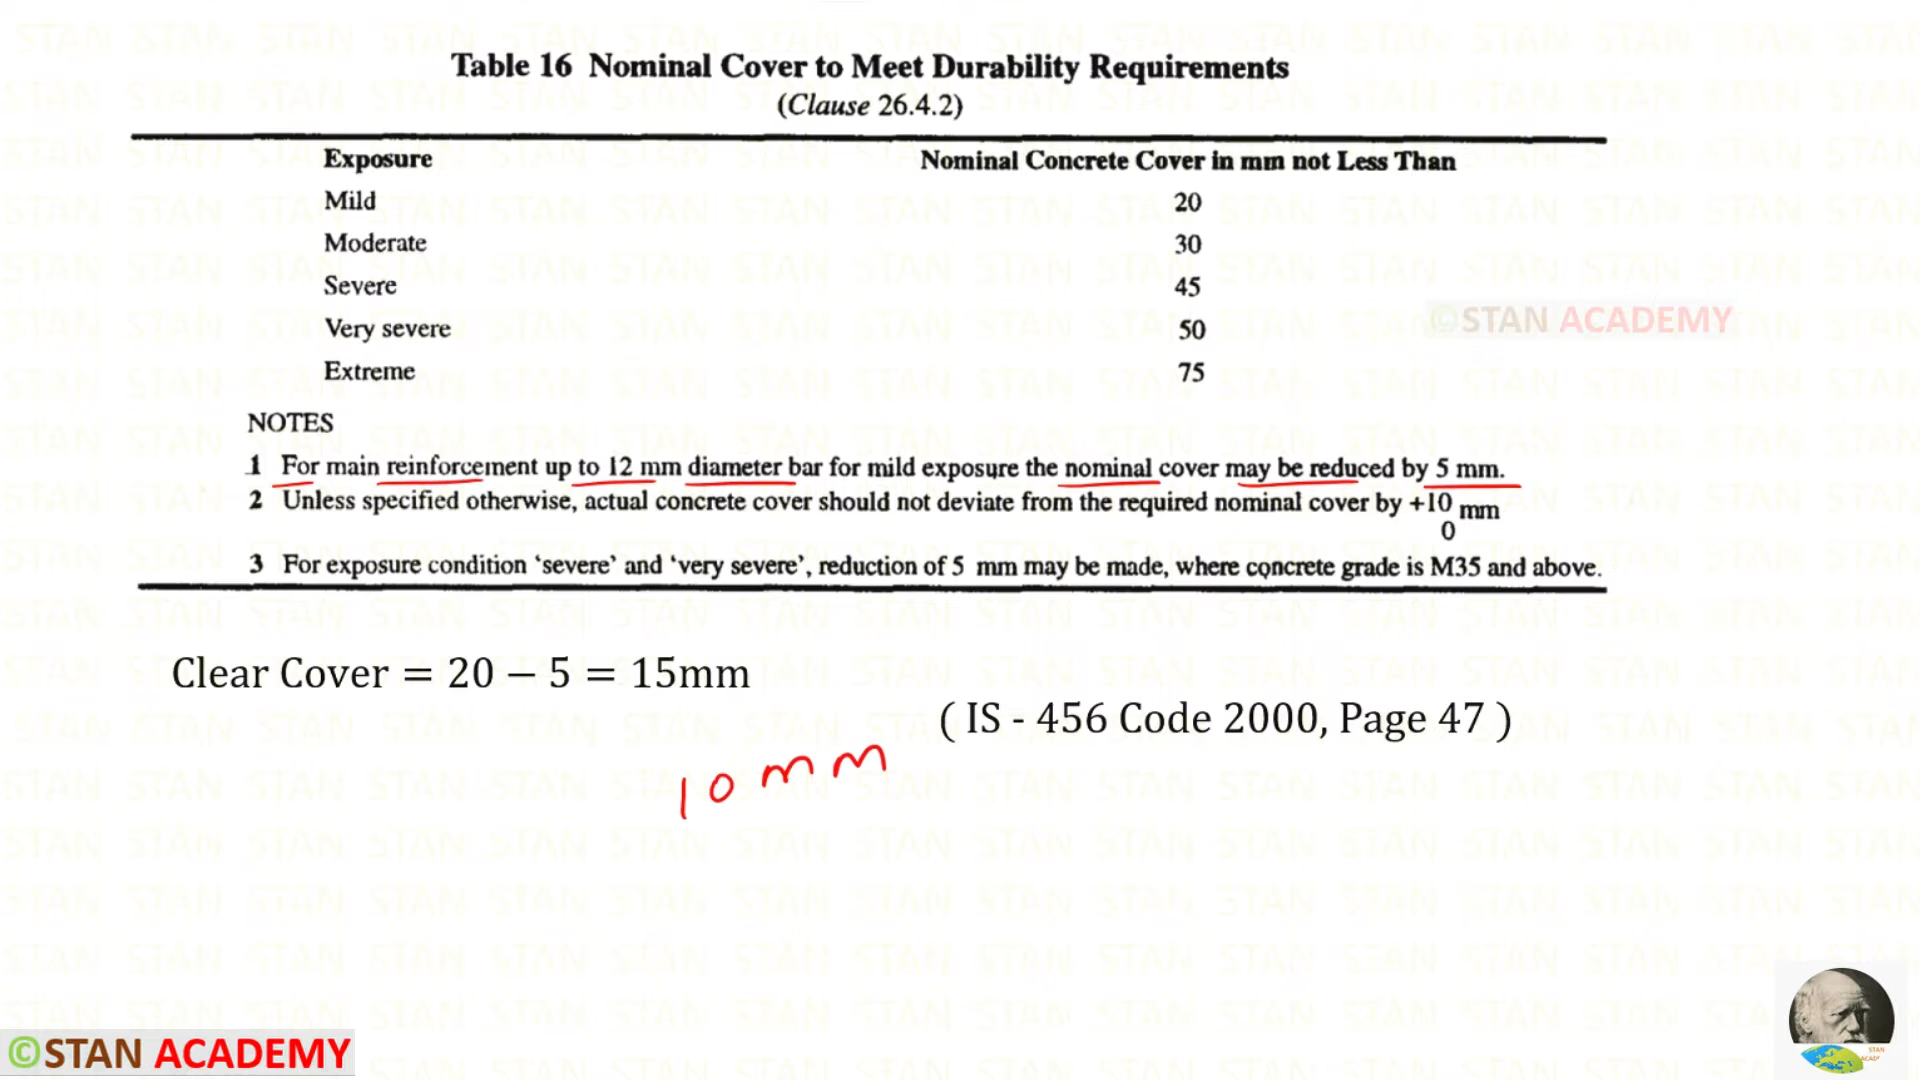 Table 16 Nominal Cover to Meet Durability Requirements
(Clause 26.4.2)
Exposure Nominal Concrete Cover in mm not Less Than
Mild 20
Moderate 30
Severe 45
Very severe 50
Extreme 75
©STAN ACADEMY
NOTES
1 For main reinforcement up to 12 mm diameter bar for mild exposure the nominal cover may be reduced by 5 mm.
2 Unless specified otherwise, actual concrete cover should not deviate from the required nominal cover by +10 mm
0
3 For exposure condition ‘severe’ and ‘very severe’, reduction of 5 mm may be made, where concrete grade is M35 and above.
Clear Cover = 20 − 5 = 15mm
( IS - 456 Code 2000, Page 47 )
10 mm
©STAN ACADEMY